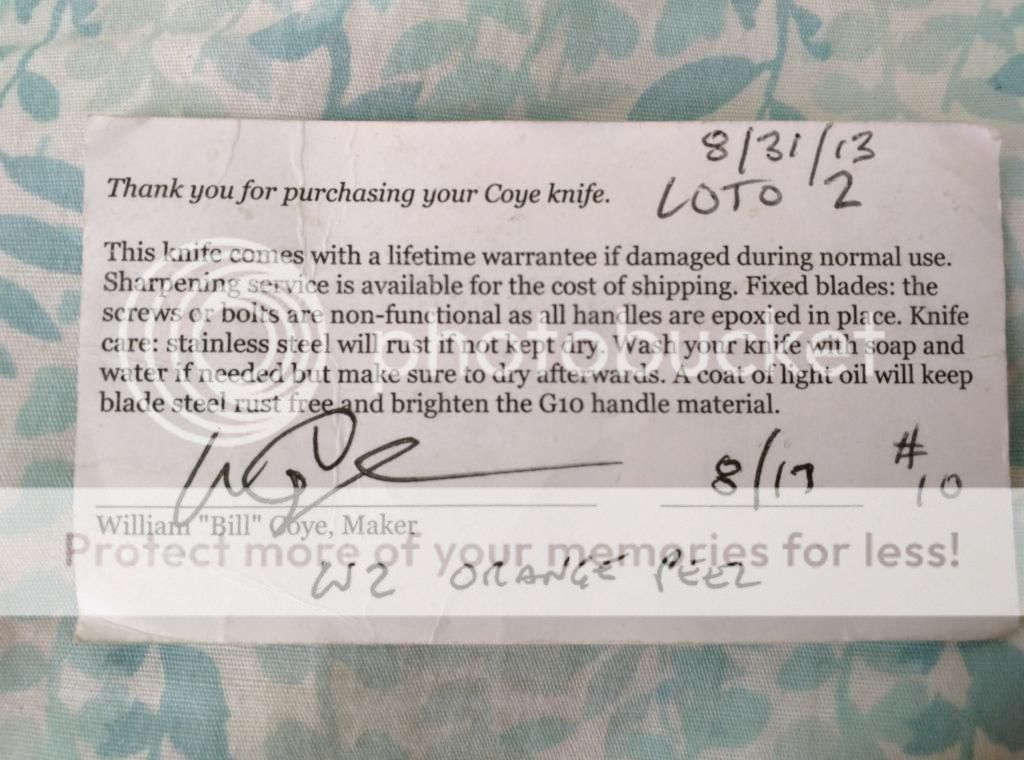 8/31/13
Thank you for purchasing your Coye knife. LOTO 2
This knife comes with a lifetime warrantee if damaged during normal use.
Sharpening service is available for the cost of shipping. Fixed blades: the
screws or bolts are non-functional as all handles are epoxied in place. Knife
care: stainless steel will rust if not kept dry. Wash your knife with soap and
water if needed but make sure to dry afterwards. A coat of light oil will keep
blade steel rust free and brighten the G10 handle material.
photobucket
8/13 # 10
William "Bill" Coye, Maker
Protect more of your memories for less!
W2 ORANGE PEEL